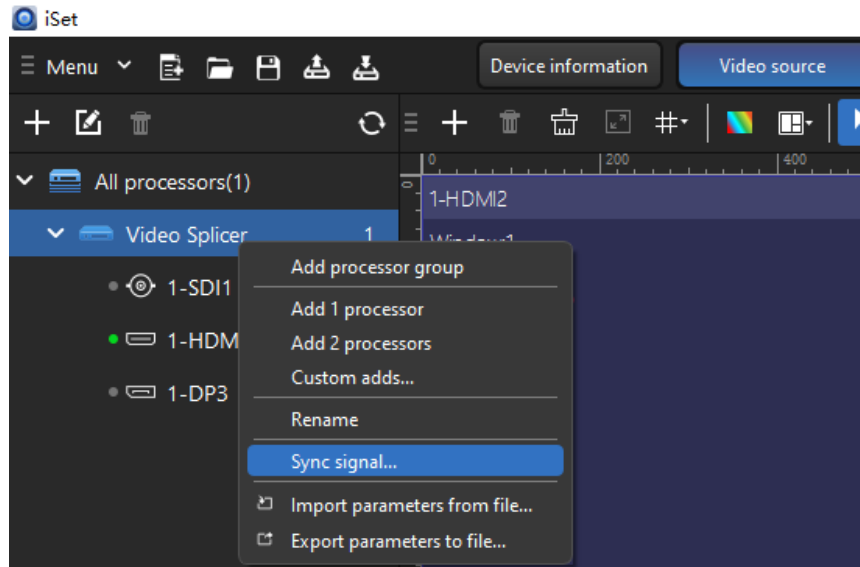 iSet
Menu
Device information
Video source
All processors(1)
0 200 400
0
1-HDMI2
Video Splicer 1
1-SDI1
1-HDM
1-DP3
Add processor group
Add 1 processor
Add 2 processors
Custom adds...
Rename
Sync signal...
Import parameters from file...
Export parameters to file...